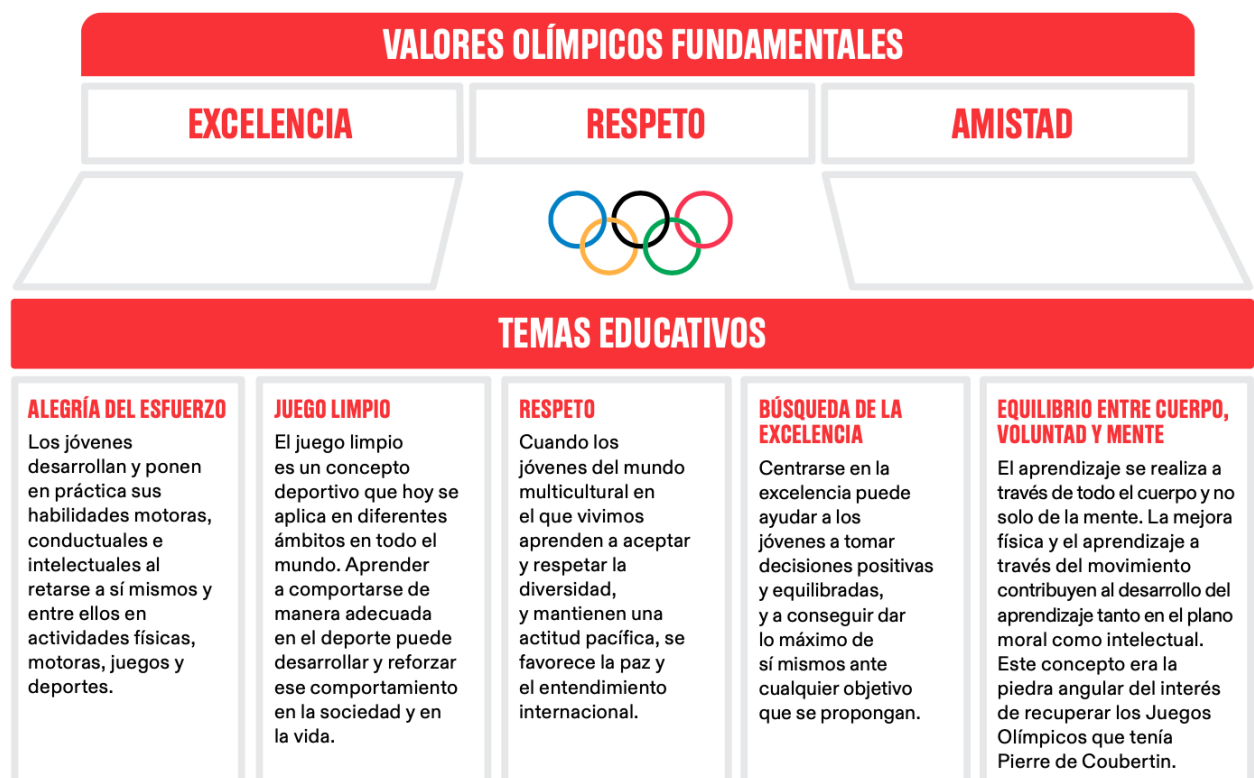 VALORES OLÍMPICOS FUNDAMENTALES
EXCELENCIA
RESPETO
AMISTAD
TEMAS EDUCATIVOS
ALEGRÍA DEL ESFUERZO
Los jóvenes
desarrollan y ponen
en práctica sus
habilidades motoras,
conductuales e
intelectuales al
retarse a sí mismos y
entre ellos en
actividades físicas,
motoras, juegos y
deportes.
JUEGO LIMPIO
El juego limpio
es un concepto
deportivo que hoy se
aplica en diferentes
ámbitos en todo el
mundo. Aprender
a comportarse de
manera adecuada
en el deporte puede
desarrollar y reforzar
ese comportamiento
en la sociedad y en
la vida.
RESPETO
Cuando los
jóvenes del mundo
multicultural en
el que vivimos
aprenden a aceptar
y respetar la
diversidad,
y mantienen una
actitud pacífica, se
favorece la paz y
el entendimiento
internacional.
BÚSQUEDA DE LA
EXCELENCIA
Centrarse en la
excelencia puede
ayudar a los
jóvenes a tomar
decisiones positivas
y equilibradas,
y a conseguir dar
lo máximo de
sí mismos ante
cualquier objetivo
que se propongan.
EQUILIBRIO ENTRE CUERPO,
VOLUNTAD Y MENTE
El aprendizaje se realiza a
través de todo el cuerpo y no
solo de la mente. La mejora
física y el aprendizaje a
través del movimiento
contribuyen al desarrollo del
aprendizaje tanto en el plano
moral como intelectual.
Este concepto era la
piedra angular del interés
de recuperar los Juegos
Olímpicos que tenía
Pierre de Coubertin.